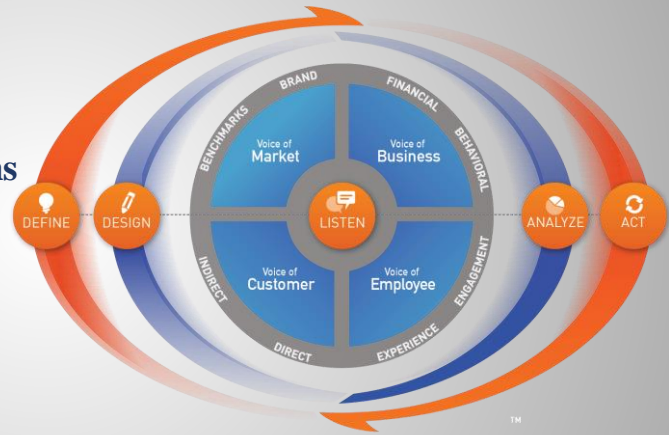 BRAND
FINANCIAL
BENCHMARKS
BEHAVIORAL
Voice of
Market
Voice of
Business
as
DEFINE
DESIGN
LISTEN
ANALYZE
ACT
Voice of
Customer
Voice of
Employee
INDIRECT
ENGAGEMENT
DIRECT
EXPERIENCE
TM